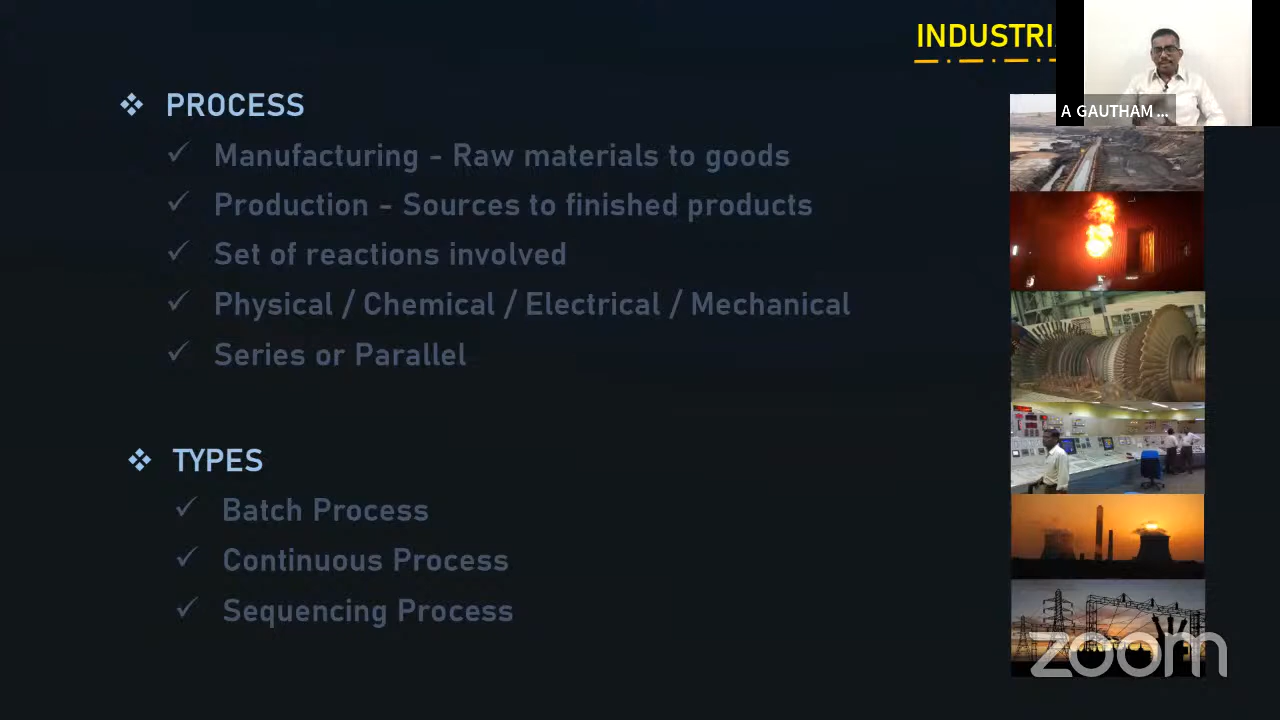 INDUSTRI
A GAUTHAM ...
❖ PROCESS
✓ Manufacturing - Raw materials to goods
✓ Production - Sources to finished products
✓ Set of reactions involved
✓ Physical / Chemical / Electrical / Mechanical
✓ Series or Parallel
❖ TYPES
✓ Batch Process
✓ Continuous Process
✓ Sequencing Process
zoom